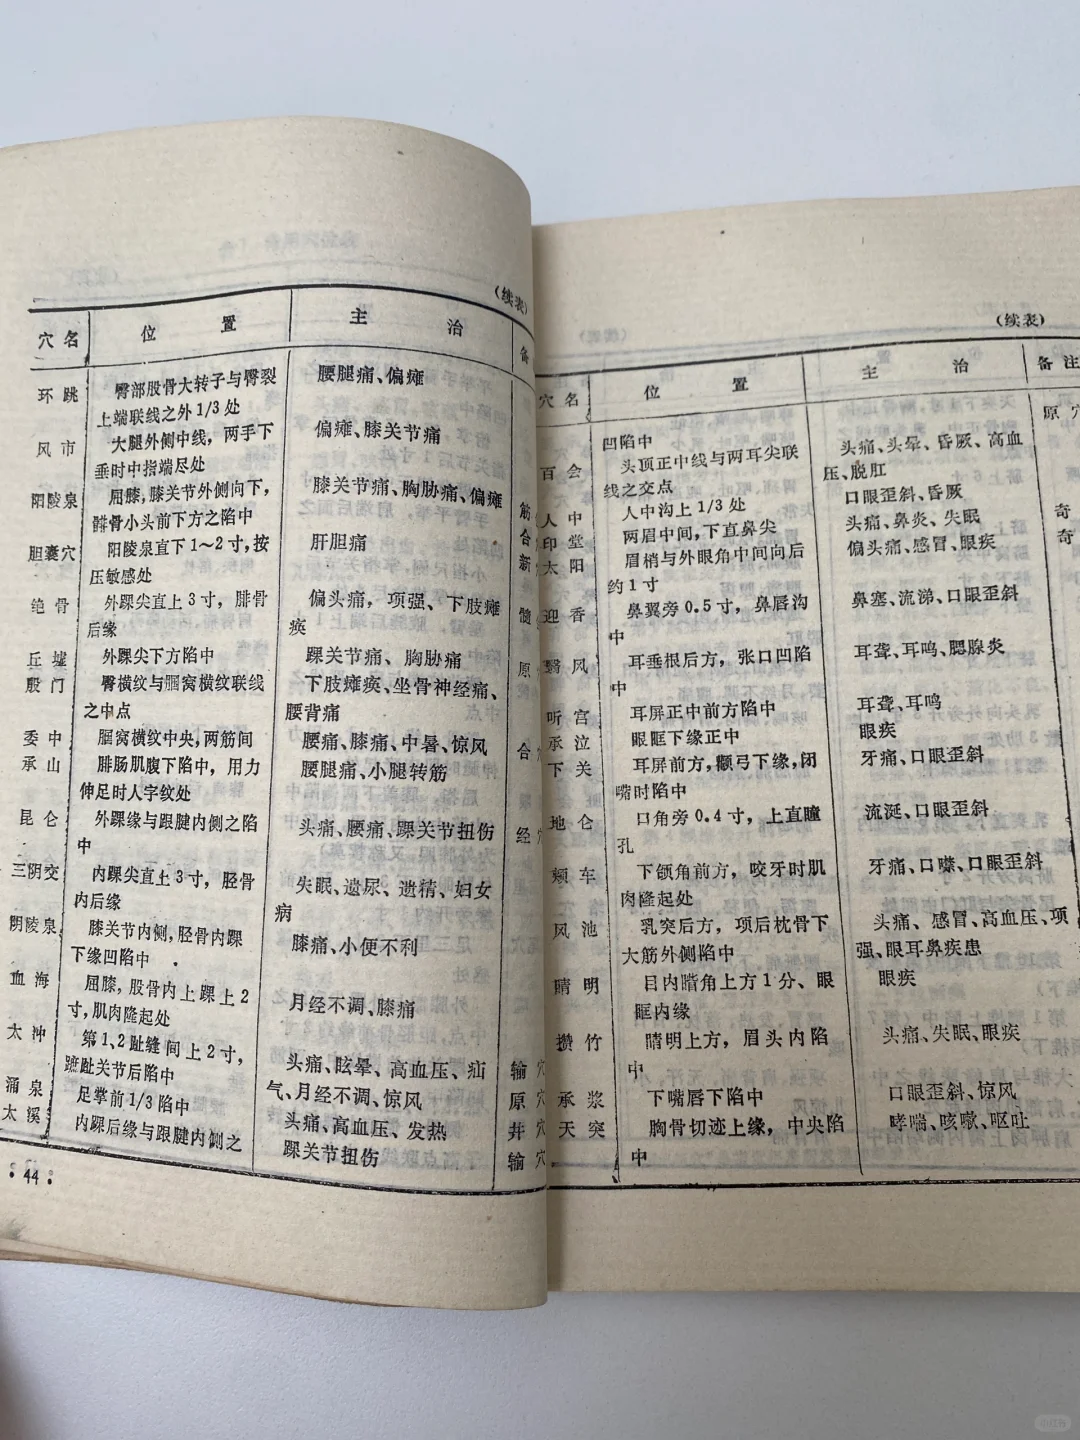 （续表）
穴名 位置 主治 备
环跳 臀部股骨大转子与臀裂 腰腿痛、偏瘫
上端联线之外1/3处
风市 大腿外侧中线，两手下 偏瘫、膝关节痛
垂时中指端尽处
阳陵泉 屈膝，膝关节外侧向下， 膝关节痛、胸胁痛、偏瘫 筋
髂骨小头前下方之陷中 合
胆囊穴 阳陵泉直下1～2寸，按 肝胆痛 新
压敏感处
绝骨 外踝尖直上3寸，腓骨 偏头痛，项强、下肢瘫 髓
后缘 痪
丘墟 外踝尖下方陷中 踝关节痛、胸胁痛 原
殷门 臀横纹与腘窝横纹联线 下肢瘫痪、坐骨神经痛、
之中点 腰背痛
委中 腘窝横纹中央，两筋间 腰痛、膝痛、中暑、惊风 合
承山 腓肠肌腹下陷中，用力 腰腿痛、小腿转筋
伸足时人字纹处
昆仑 外踝缘与跟腱内侧之陷 头痛、腰痛、踝关节扭伤 经
中
三阴交 内踝尖直上3寸，胫骨 失眠、遗尿、遗精、妇女
内后缘 病
阴陵泉 膝关节内侧，胫骨内踝 膝痛、小便不利
下缘凹陷中
血海 屈膝，股骨内上踝上2 月经不调、膝痛
寸，肌肉隆起处
太冲 第1，2趾缝间上2寸， 头痛、眩晕、高血压、疝 输穴
蹠趾关节后陷中 气、月经不调、惊风 原穴
涌泉 足掌前1/3陷中 头痛、高血压、发热 井穴
太溪 内踝后缘与跟腱内侧之 踝关节扭伤 输穴
44
（续表）
穴名 位置 主治 备注
凹陷中 原穴
百会 头顶正中线与两耳尖联 头痛、头晕、昏厥、高血
线之交点 压、脱肛
人中 人中沟上1/3处 口眼歪斜、昏厥
印堂 两眉中间，下直鼻尖 头痛、鼻炎、失眠 奇
太阳 眉梢与外眼角中间向后 偏头痛、感冒、眼疾 奇
约1寸
迎香 鼻翼旁0.5寸，鼻唇沟 鼻塞、流涕、口眼歪斜
中
翳风 耳垂根后方，张口凹陷 耳聋、耳鸣、腮腺炎
中
听宫 耳屏正中前方陷中 耳聋、耳鸣
承泣 眼眶下缘正中 眼疾
下关 耳屏前方，颧弓下缘，闭 牙痛、口眼歪斜
嘴时陷中
地仑 口角旁0.4寸，上直瞳 流涎、口眼歪斜
孔
颊车 下颌角前方，咬牙时肌 牙痛、口噤、口眼歪斜
肉隆起处
风池 乳突后方，项后枕骨下 头痛、感冒、高血压、项
大筋外侧陷中 强、眼耳鼻疾患
睛明 目内眦角上方1分、眼 眼疾
眶内缘
攒竹 睛明上方，眉头内陷 头痛、失眠、眼疾
中
承浆 下嘴唇下陷中 口眼歪斜、惊风
天突 胸骨切迹上缘，中央陷 哮喘、咳嗽、呕吐
中